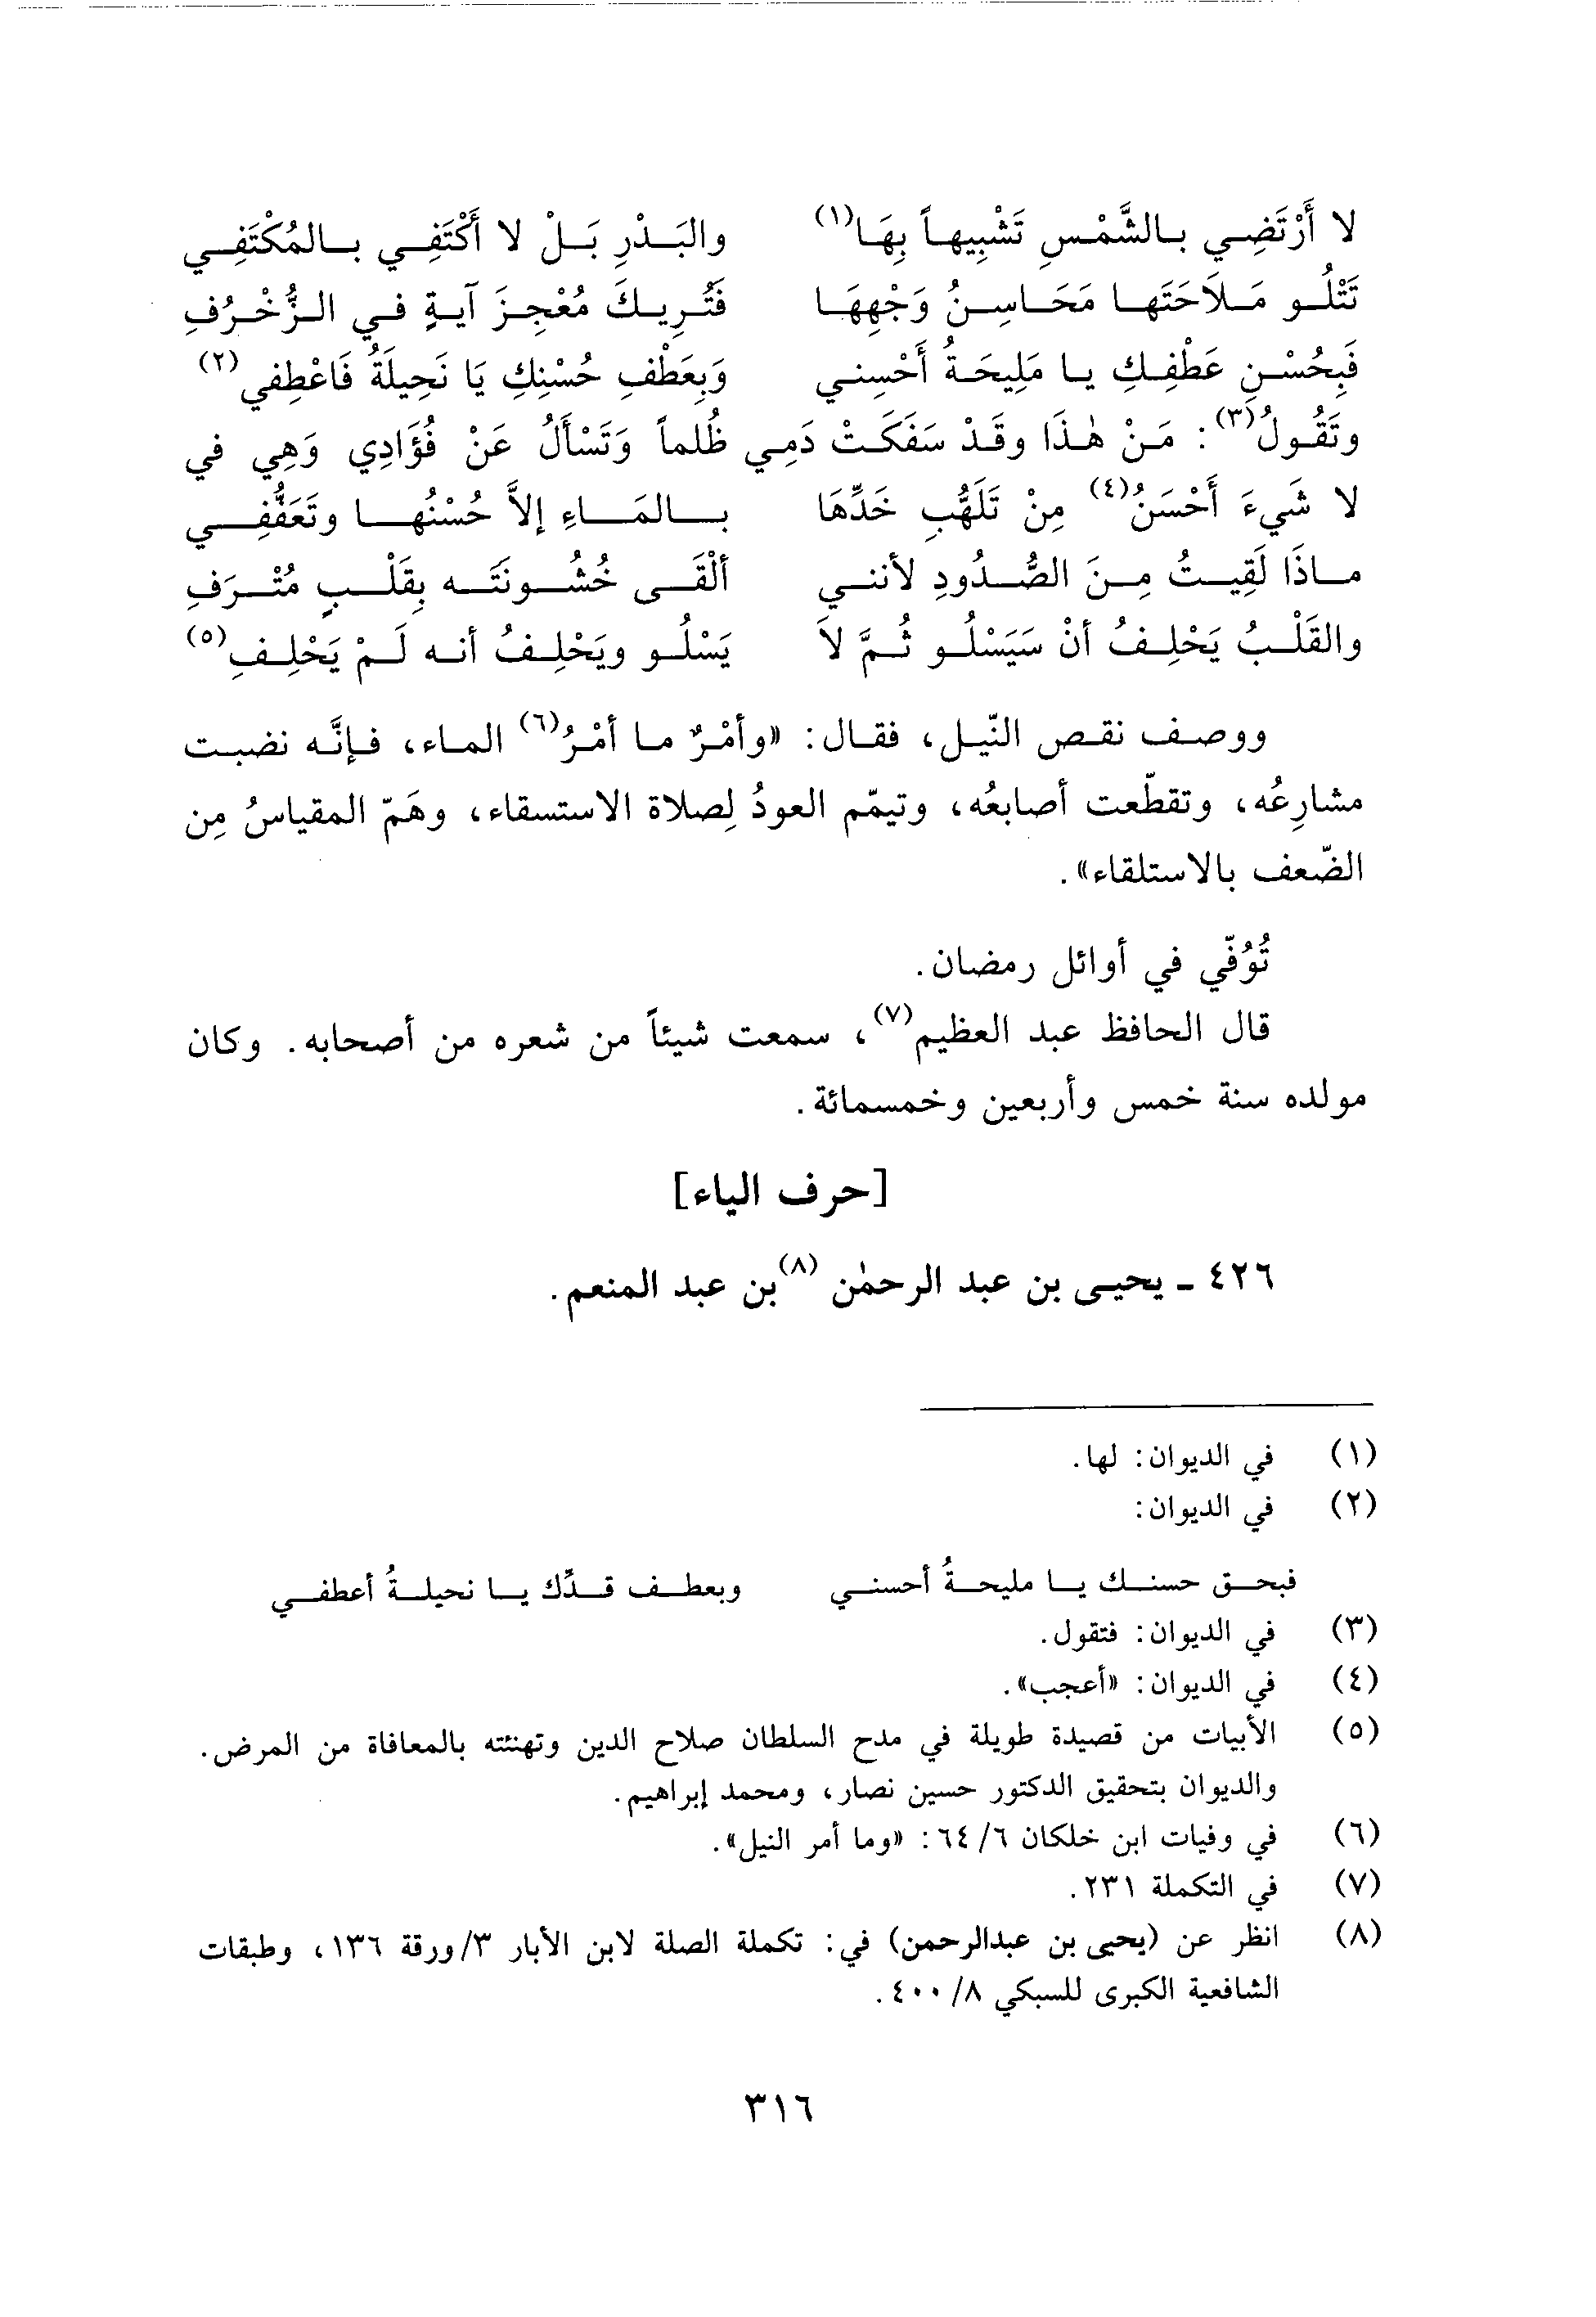 لا أَرْتَضِي بالشَّمْسِ تَشْبِيهاً بِهَا(١) والبَدْرِ بَلْ لا أَكْتَفِي بالمُكْتَفِي
تَتْلُو مَلاَحَتَها مَحَاسِنُ وَجْهِهَا فَتُرِيكَ مُعْجِزَ آيةٍ في الزُّخْرُفِ
فَبِحُسْنِ عَطْفِكِ يا مَلِيحَةُ أَحْسِني وَبِعَطْفِ حُسْنِكِ يَا نَحِيلَةُ فَاعْطِفي(٢)
وتَقُولُ(٣): مَنْ هٰذَا وقَدْ سَفَكَتْ دَمِي ظُلماً وَتَسْأَلُ عَنْ فُؤَادِي وَهِي في
لا شَيءَ أَحْسَنُ(٤) مِنْ تَلَهُّبِ خَدِّهَا بالمَاءِ إلاَّ حُسْنُها وتَعَفُّفِي
ماذَا لَقِيتُ مِنَ الصُّدُودِ لأنني ألْقَى خُشُونَتَه بِقَلْبٍ مُتْرَفِ
والقَلْبُ يَحْلِفُ أنْ سَيَسْلُو ثُمَّ لاَ يَسْلُو ويَحْلِفُ أنه لَمْ يَحْلِفِ(٥)
ووصف نقص النّيل، فقال: «وأمْرٌ ما أمْرُ(٦) الماء، فإنَّه نضبت
مشارِعُه، وتقطّعت أصابعُه، وتيمّم العودُ لِصلاة الاستسقاء، وهَمّ المقياسُ مِن
الضّعف بالاستلقاء».
تُوُفّي في أوائل رمضان.
قال الحافظ عبد العظيم(٧)، سمعت شيئاً من شعره من أصحابه. وكان
مولده سنة خمس وأربعين وخمسمائة.
[حرف الياء]
٤٢٦ ـ يحيى بن عبد الرحمٰن(٨) بن عبد المنعم.
(١) في الديوان: لها.
(٢) في الديوان:
فبحق حسنك يا مليحةُ أحسني وبعطف قدِّك يا نحيلةُ أعطفي
(٣) في الديوان: فتقول.
(٤) في الديوان: «أعجب».
(٥) الأبيات من قصيدة طويلة في مدح السلطان صلاح الدين وتهنئته بالمعافاة من المرض.
والديوان بتحقيق الدكتور حسين نصار، ومحمد إبراهيم.
(٦) في وفيات ابن خلكان ٦/ ٦٤: «وما أمر النيل».
(٧) في التكملة ٢٣١.
(٨) انظر عن (يحيى بن عبدالرحمن) في: تكملة الصلة لابن الأبار ٣/ورقة ١٣٦، وطبقات
الشافعية الكبرى للسبكي ٨/ ٤٠٠.
٣١٦